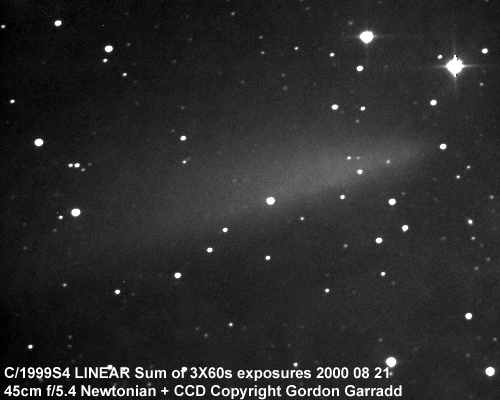 C/1999S4 LINEAR Sum of 3X60s exposures 2000 08 21
45cm f/5.4 Newtonian + CCD Copyright Gordon Garradd